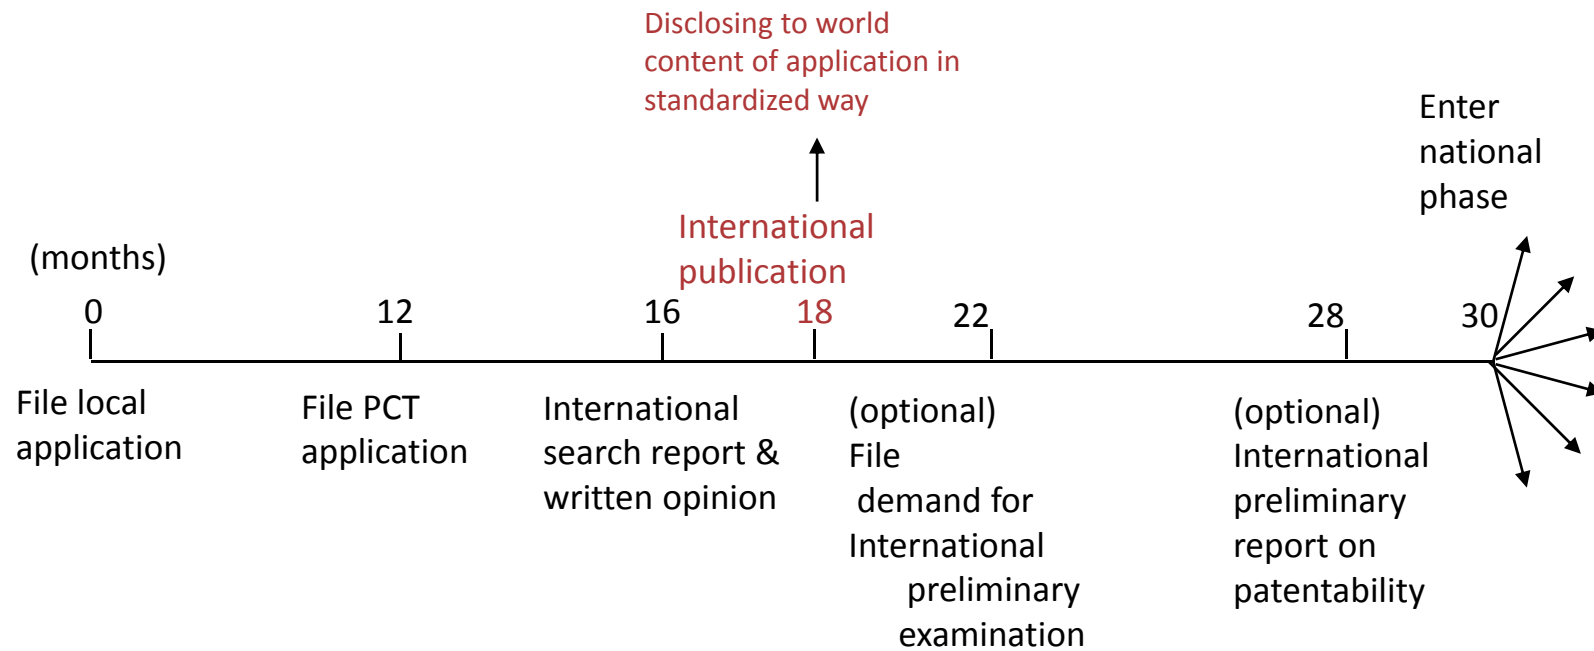 Disclosing to world
content of application in
standardized way
Enter
national
phase
International
publication
(months)
0
12
16
18
22
28
30
File local
application
File PCT
application
International
search report &
written opinion
(optional)
File
demand for
International
preliminary
examination
(optional)
International
preliminary
report on
patentability